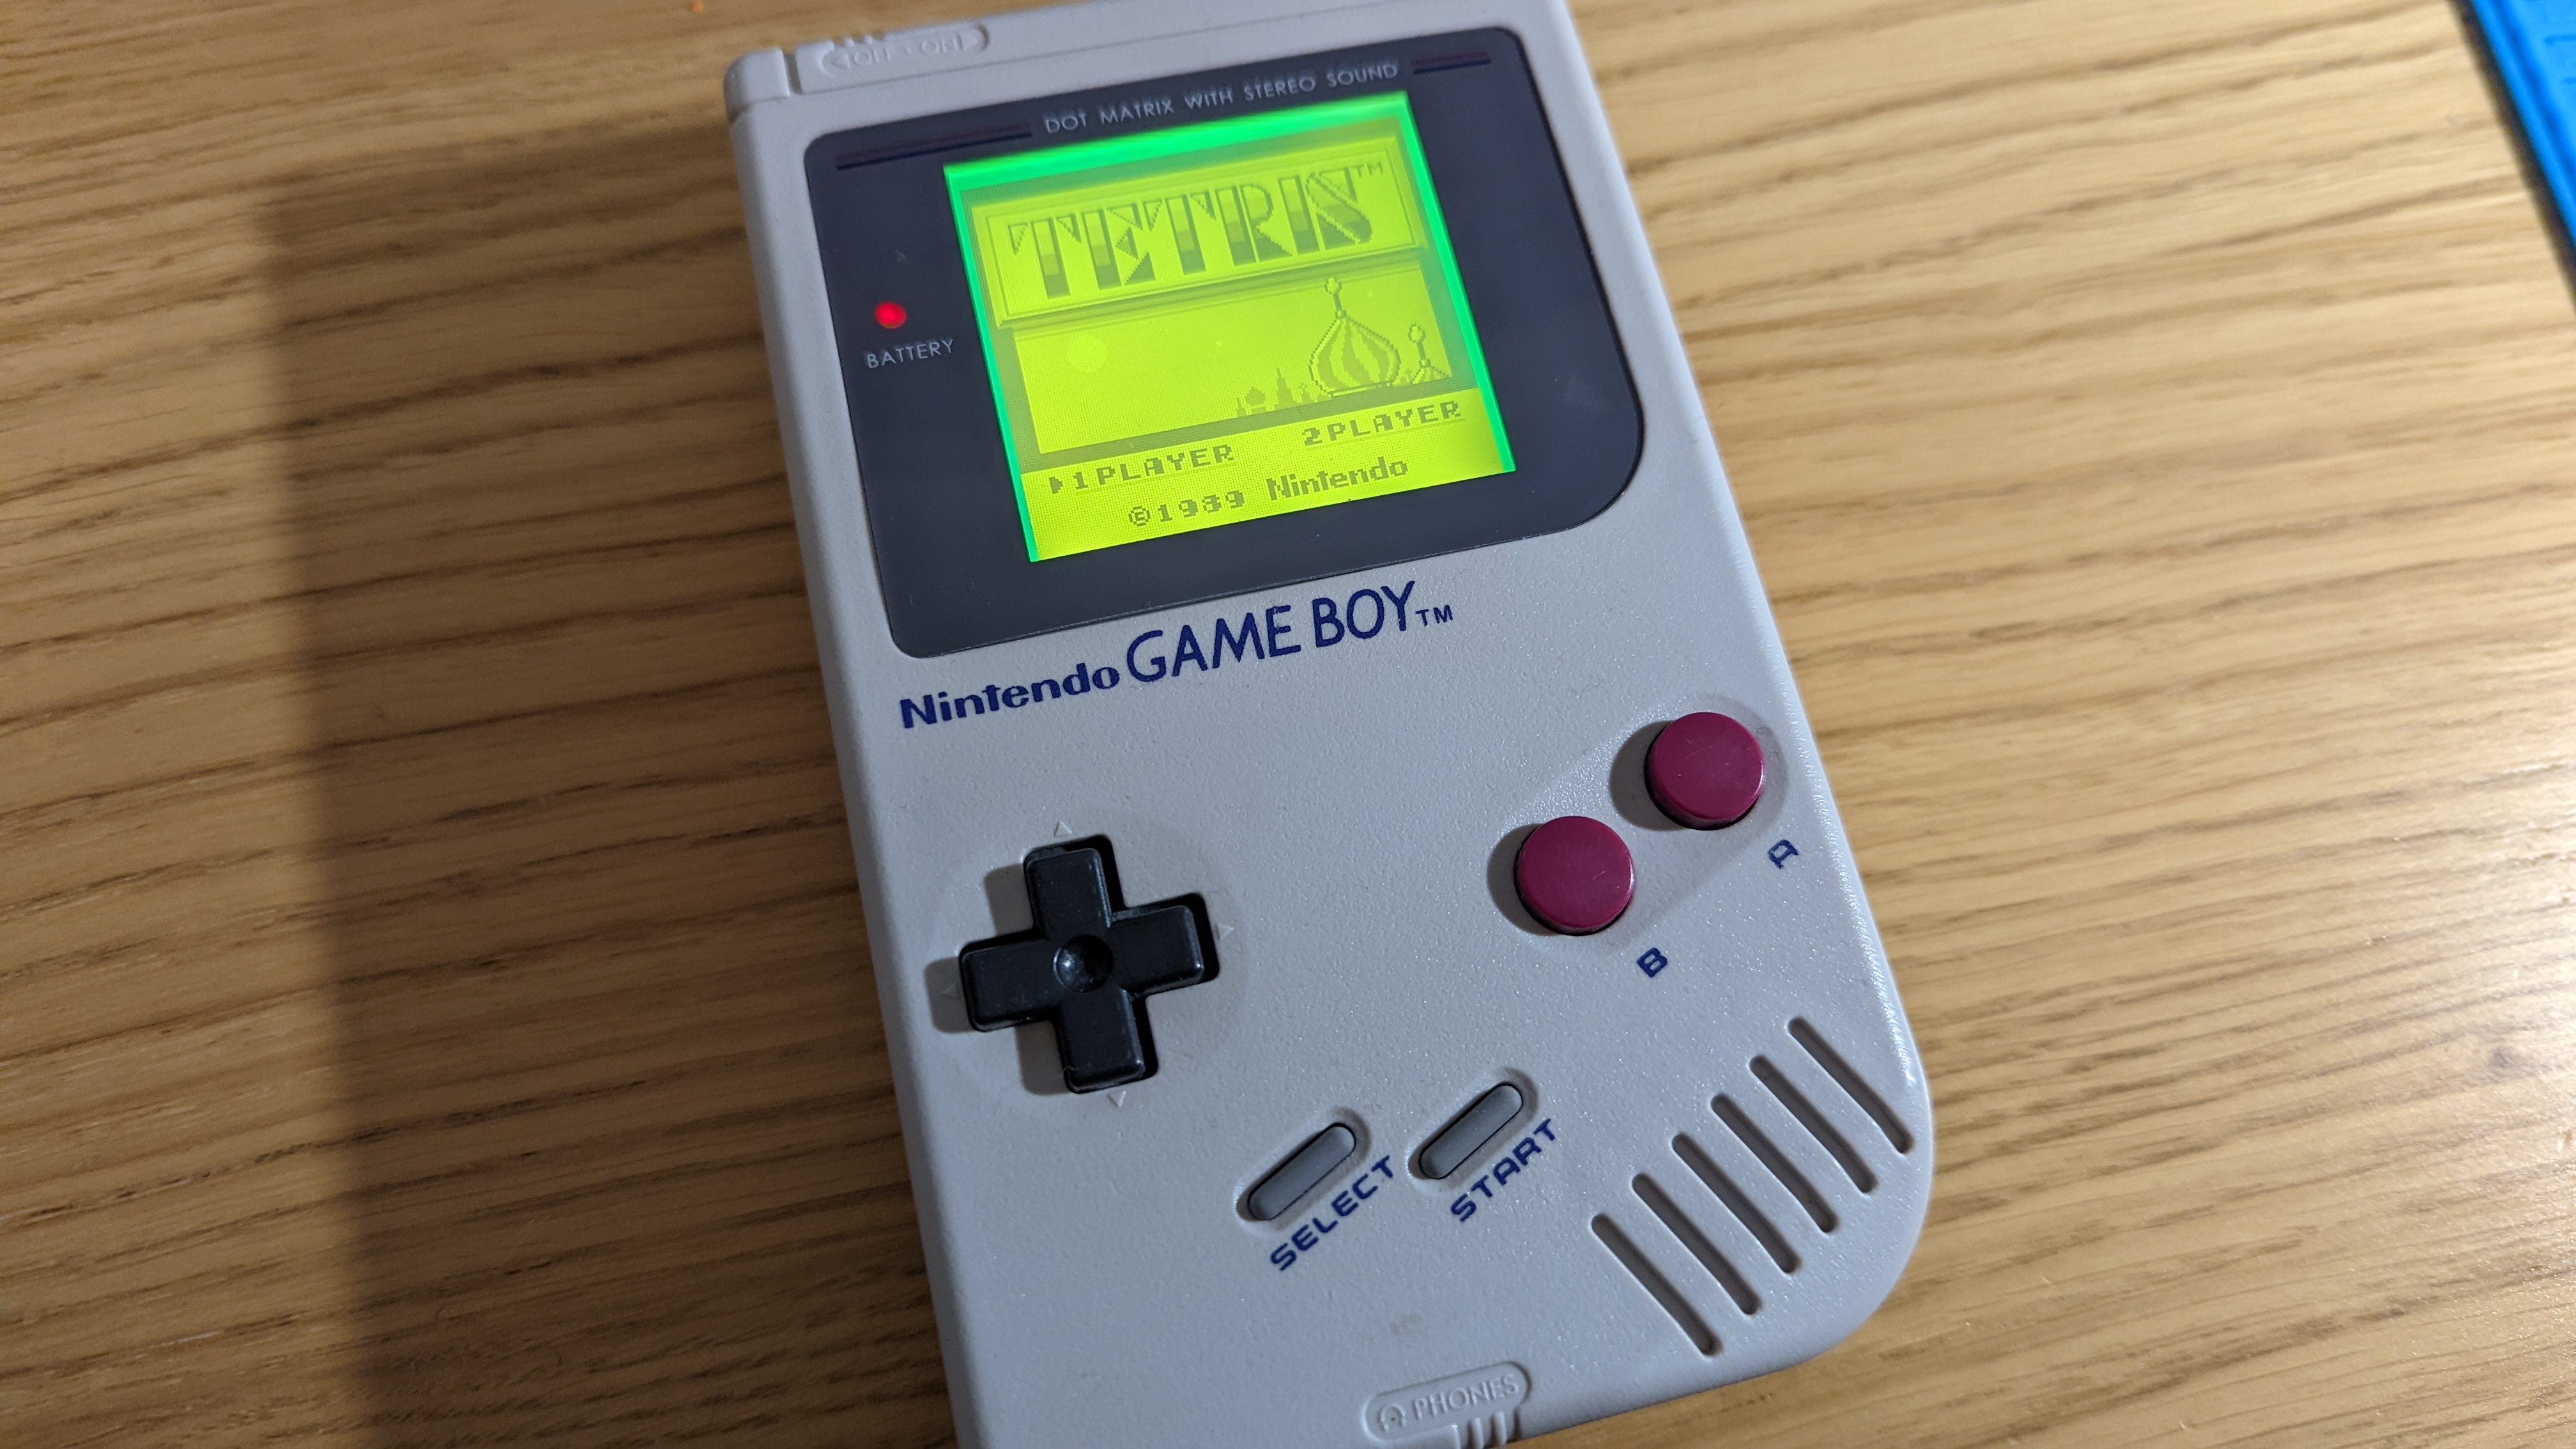 ◁OFF•ON▷
DOT MATRIX WITH STEREO SOUND
TETRIS™
BATTERY
▶1PLAYER 2PLAYER
©1989 Nintendo
Nintendo GAME BOY™
A
B
SELECT
START
PHONES